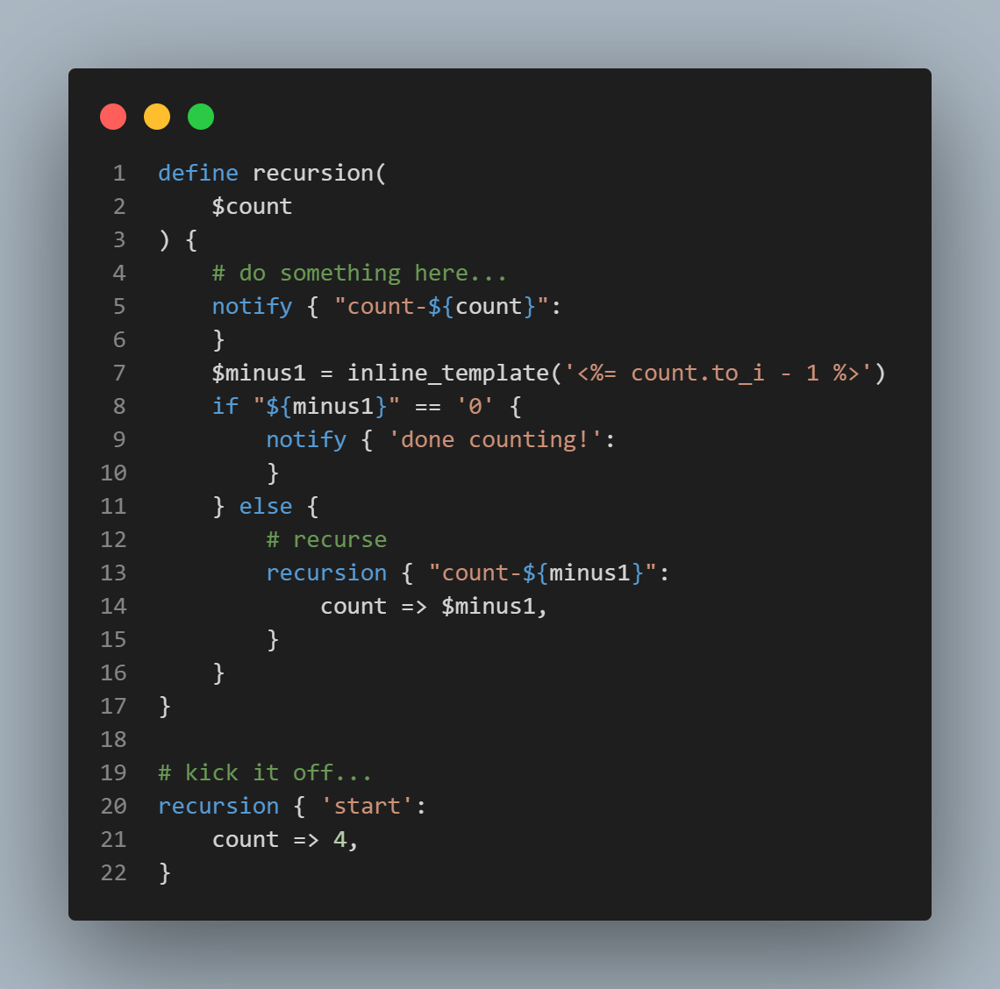 1 define recursion(
2     $count
3 ) {
4     # do something here...
5     notify { "count-${count}":
6     }
7     $minus1 = inline_template('<%= count.to_i - 1 %>')
8     if "${minus1}" == '0' {
9         notify { 'done counting!':
10         }
11     } else {
12         # recurse
13         recursion { "count-${minus1}":
14             count => $minus1,
15         }
16     }
17 }
18
19 # kick it off...
20 recursion { 'start':
21     count => 4,
22 }